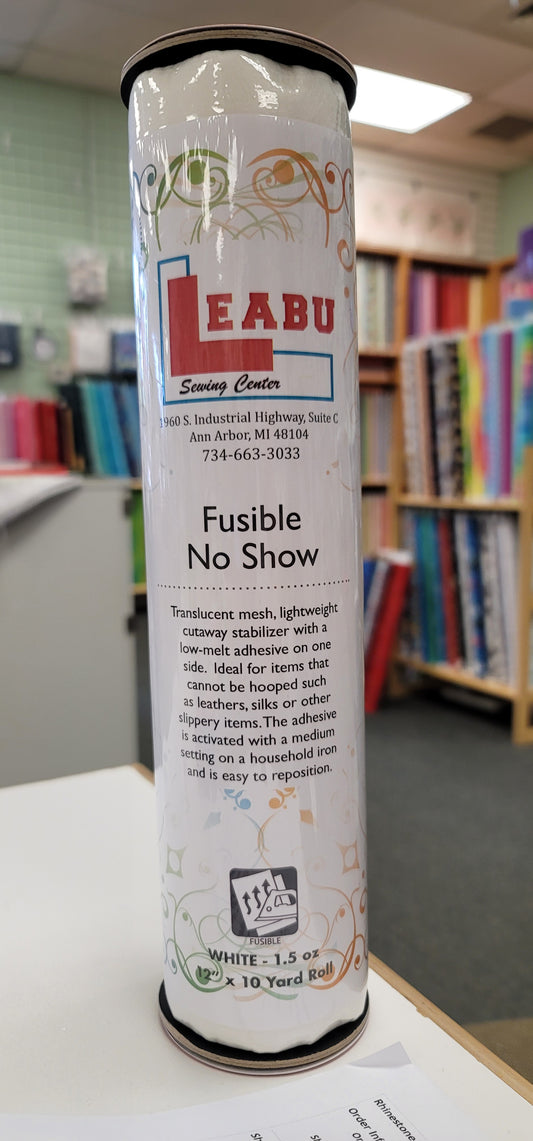 LEABU
Sewing Center
1960 S. Industrial Highway, Suite C
Ann Arbor, MI 48104
734-663-3033
Fusible
No Show
Translucent mesh, lightweight
cutaway stabilizer with a
low-melt adhesive on one
side. Ideal for items that
cannot be hooped such
as leathers, silks or other
slippery items. The adhesive
is activated with a medium
setting on a household iron
and is easy to reposition.
FUSIBLE
WHITE - 1.5 oz
12" x 10 Yard Roll
Rhinestone
Order